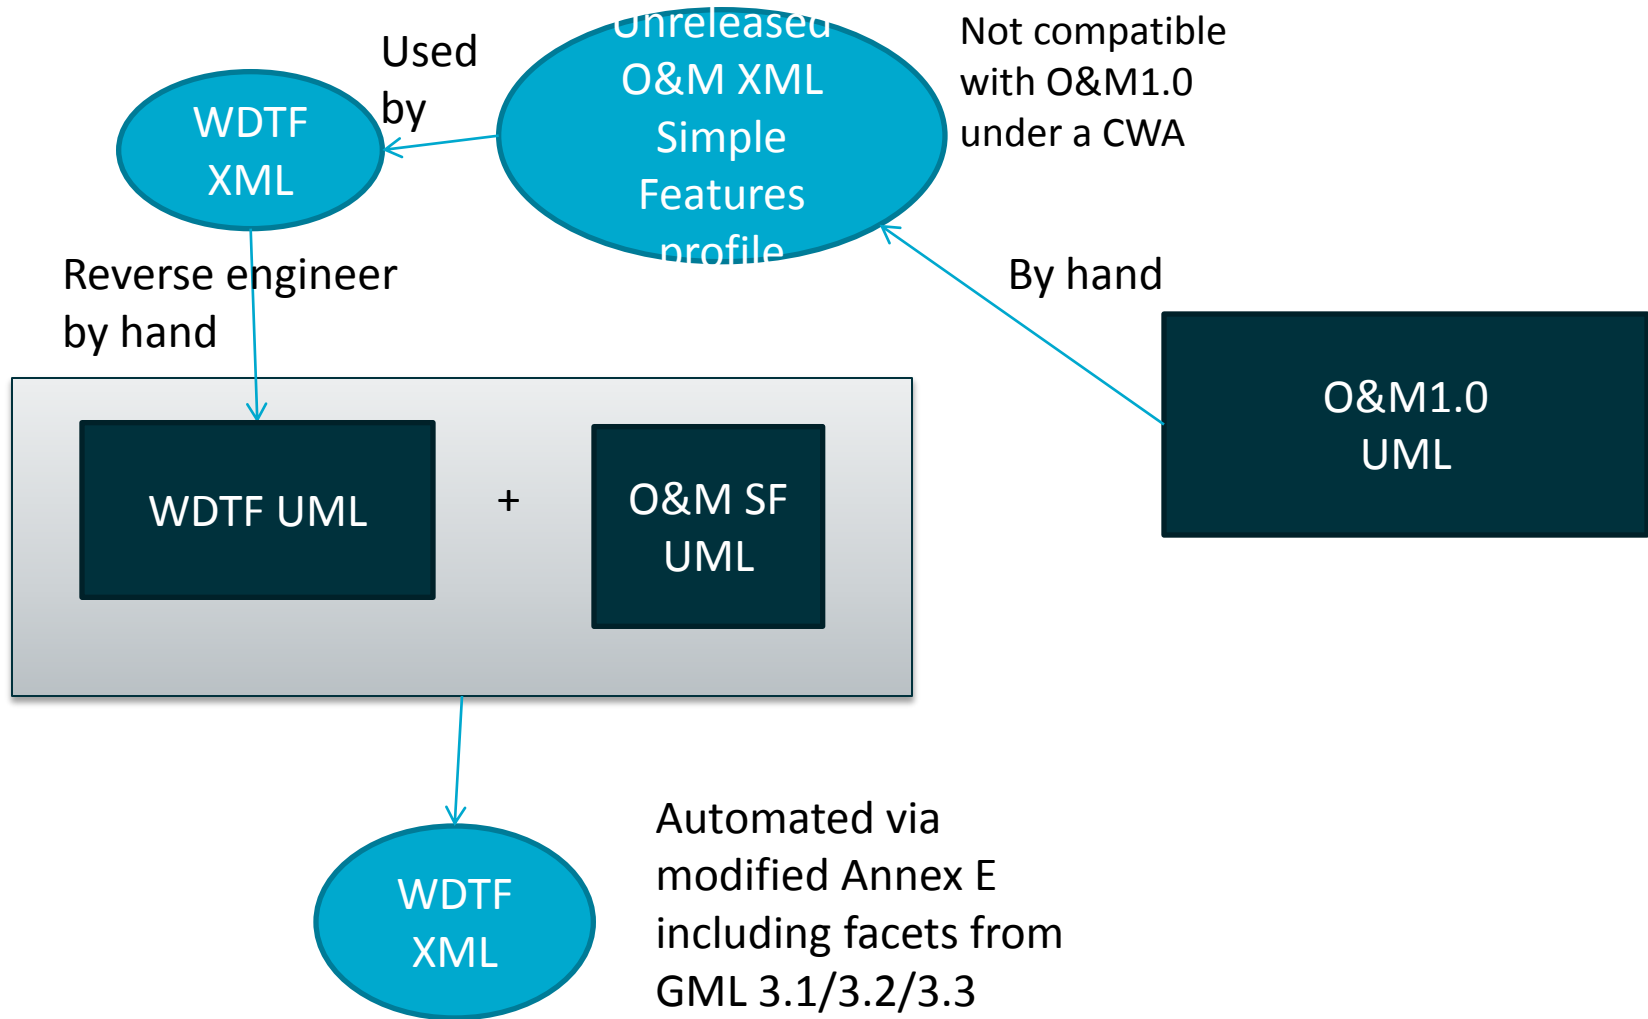 Used
by
Unreleased
O&M XML
Simple
Features
profile
Not compatible
with O&M1.0
under a CWA
WDTF
XML
Reverse engineer
by hand
By hand
O&M1.0
UML
WDTF UML
+
O&M SF
UML
WDTF
XML
Automated via
modified Annex E
including facets from
GML 3.1/3.2/3.3